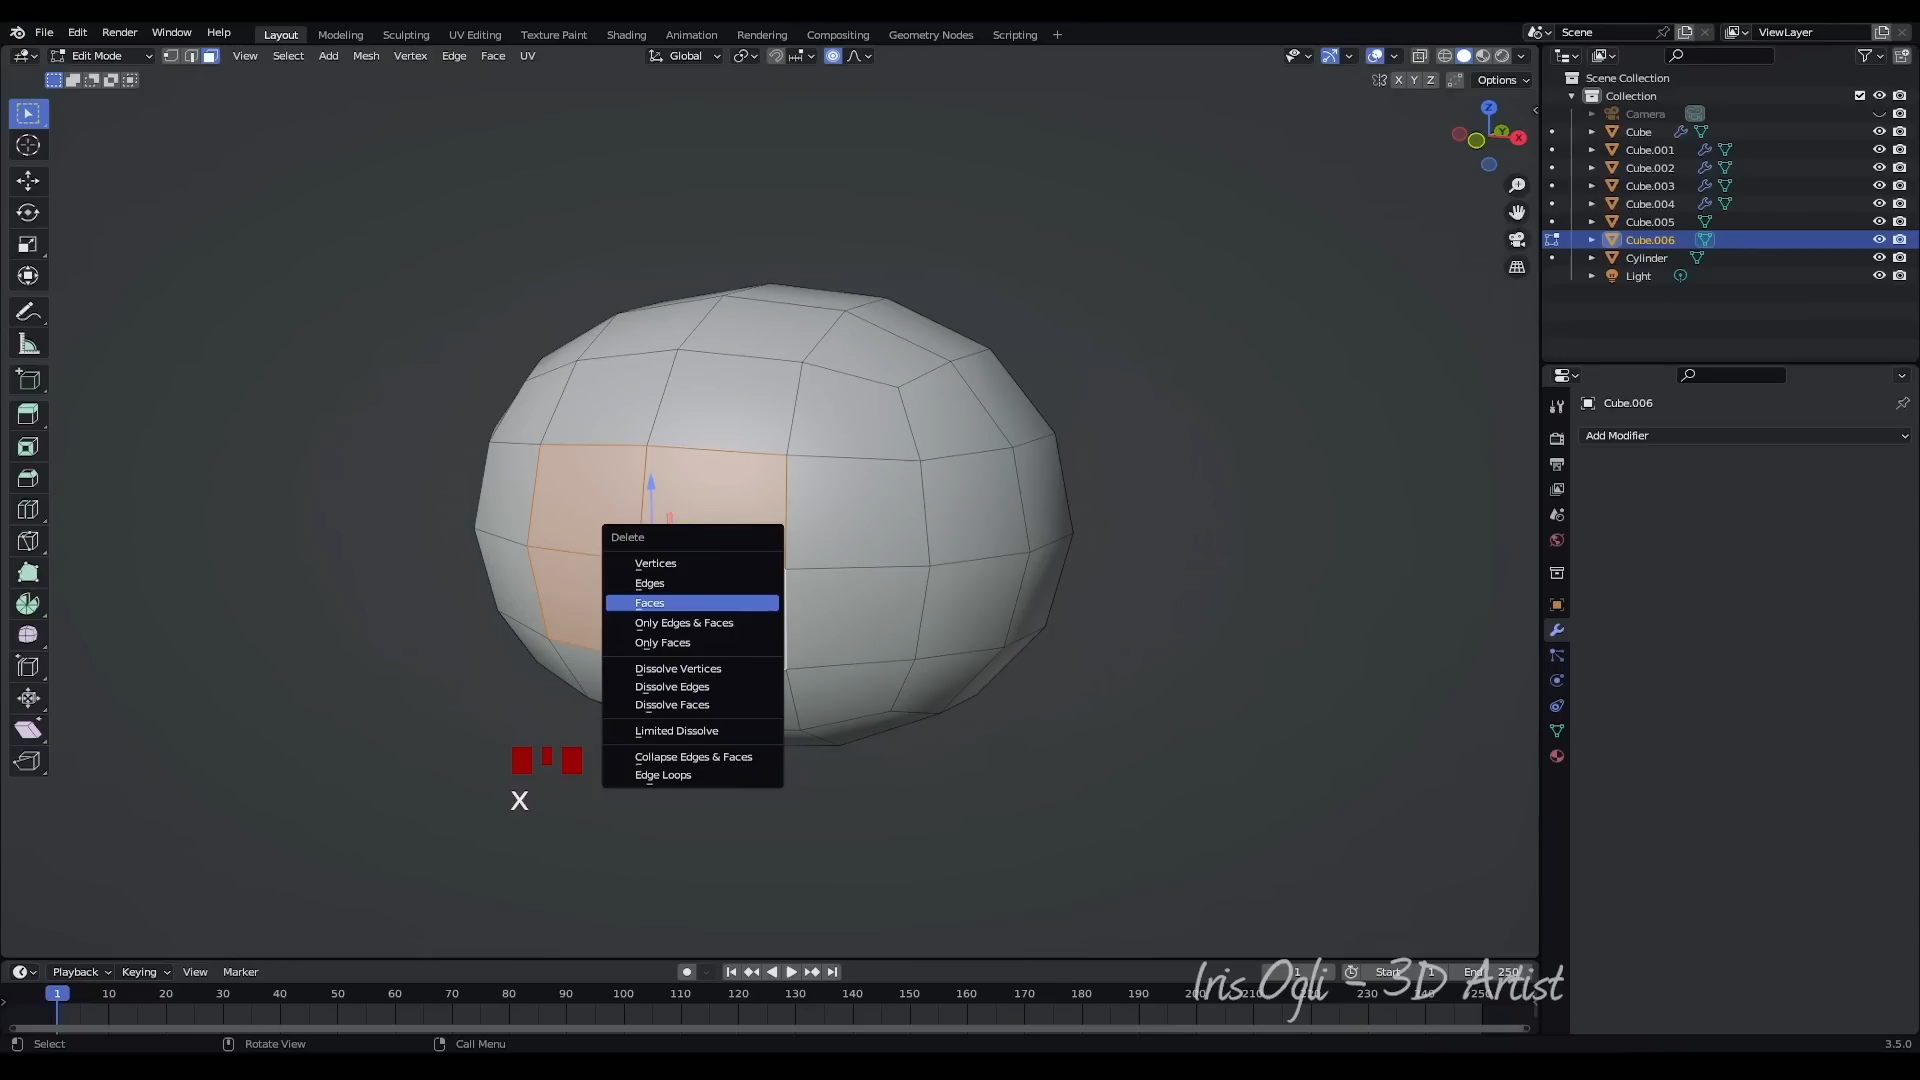 File Edit Render Window Help Layout Modeling Sculpting UV Editing Texture Paint Shading Animation Rendering Compositing Geometry Nodes Scripting + Scene ViewLayer
Edit Mode View Select Add Mesh Vertex Edge Face UV Global
X Y Z Options
Scene Collection
Collection
Camera
Cube
Cube.001
Cube.002
Cube.003
Cube.004
Cube.005
Cube.006
Cylinder
Light
Z
Y
X
Cube.006
Add Modifier
Delete
Vertices
Edges
Faces
Only Edges & Faces
Only Faces
Dissolve Vertices
Dissolve Edges
Dissolve Faces
Limited Dissolve
Collapse Edges & Faces
Edge Loops
X
Playback Keying View Marker 1 Start 1 End 250
Iris Ogli - 3D Artist
1 10 20 30 40 50 60 70 80 90 100 110 120 130 140 150 160 170 180 190 200 210 220 230 240 250
Select Rotate View Call Menu 3.5.0